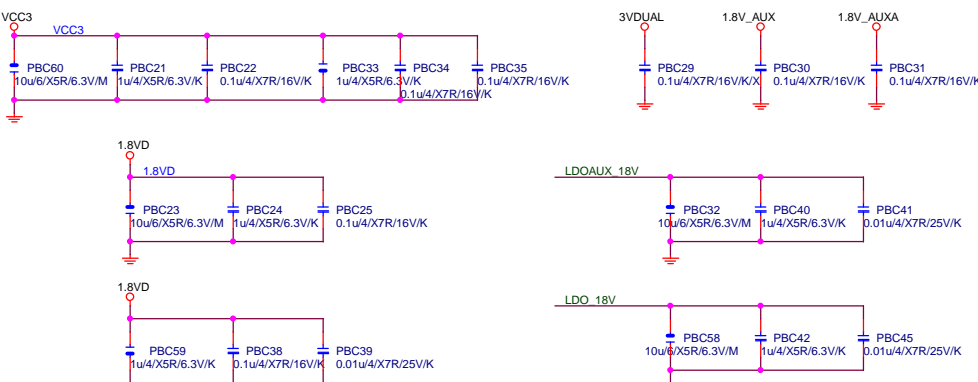 VCC3
VCC3
PBC60
10u/6/X5R/6.3V/M
PBC21
1u/4/X5R/6.3V/K
PBC22
0.1u/4/X7R/16V/K
PBC33
1u/4/X5R/6.3V/K
PBC34
0.1u/4/X7R/16V/K
PBC35
0.1u/4/X7R/16V/K
3VDUAL
PBC29
0.1u/4/X7R/16V/K/X
1.8V_AUX
PBC30
0.1u/4/X7R/16V/K
1.8V_AUXA
PBC31
0.1u/4/X7R/16V/K
1.8VD
1.8VD
PBC23
10u/6/X5R/6.3V/M
PBC24
1u/4/X5R/6.3V/K
PBC25
0.1u/4/X7R/16V/K
LDOAUX_18V
PBC32
10u/6/X5R/6.3V/M
PBC40
1u/4/X5R/6.3V/K
PBC41
0.01u/4/X7R/25V/K
1.8VD
PBC59
1u/4/X5R/6.3V/K
PBC38
0.1u/4/X7R/16V/K
PBC39
0.01u/4/X7R/25V/K
LDO_18V
PBC58
10u/6/X5R/6.3V/M
PBC42
1u/4/X5R/6.3V/K
PBC45
0.01u/4/X7R/25V/K